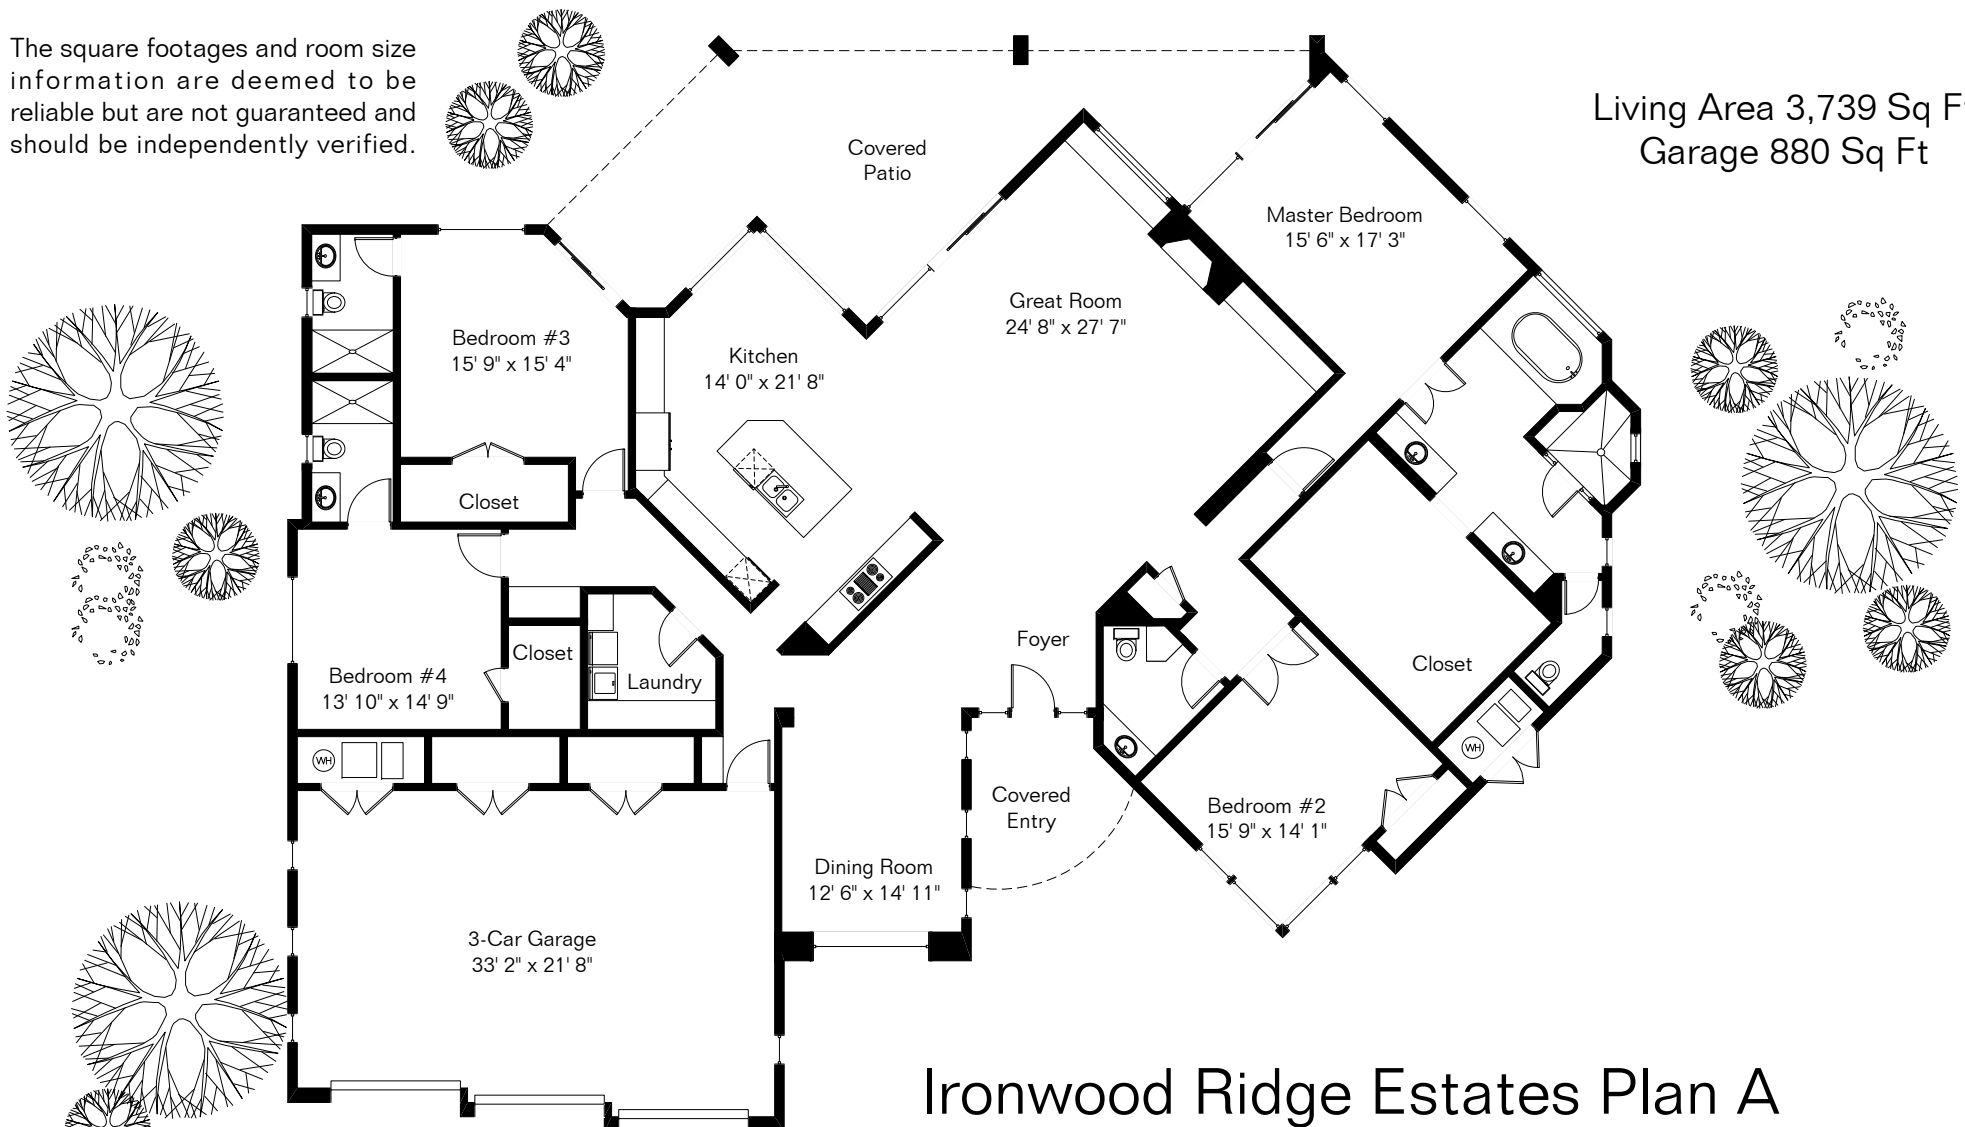 The square footages and room size
information are deemed to be
reliable but are not guaranteed and
should be independently verified.
Living Area 3,739 Sq F
Garage 880 Sq Ft
Covered
Patio
Master Bedroom
15' 6" x 17' 3"
Great Room
24' 8" x 27' 7"
Bedroom #3
15' 9" x 15' 4"
Kitchen
14' 0" x 21' 8"
Closet
Foyer
Closet
Laundry
Closet
Bedroom #4
13' 10" x 14' 9"
WH
WH
Covered
Entry
Bedroom #2
15' 9" x 14' 1"
Dining Room
12' 6" x 14' 11"
3-Car Garage
33' 2" x 21' 8"
Ironwood Ridge Estates Plan A